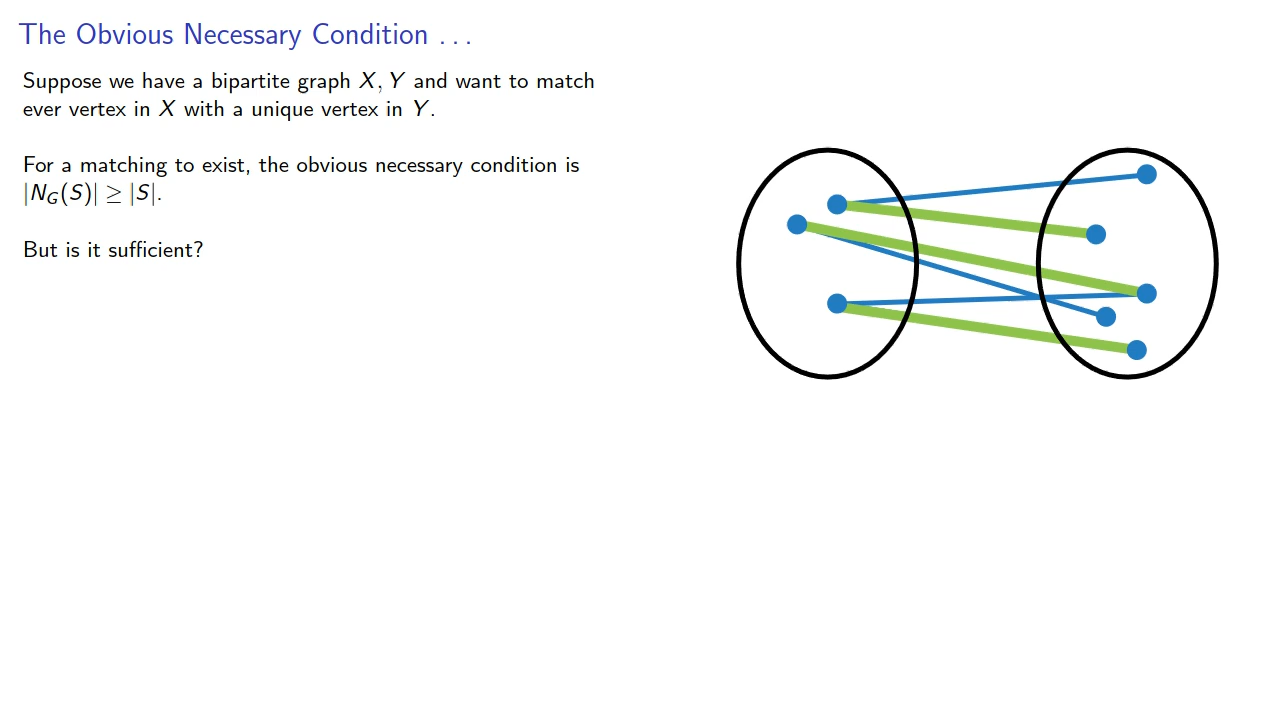 The Obvious Necessary Condition . . .
Suppose we have a bipartite graph X, Y and want to match
ever vertex in X with a unique vertex in Y.
For a matching to exist, the obvious necessary condition is
|N_G(S)| ≥ |S|.
But is it sufficient?